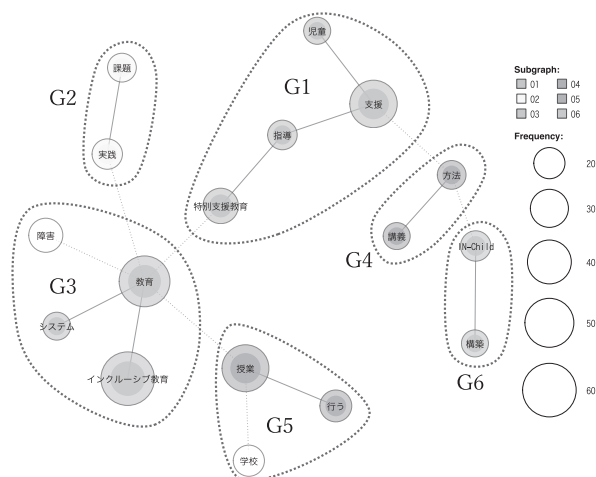 児童
課題
G1
G2
支援
指導
実践
方法
特別支援教育
障害
講義
IN-Child
G4
教育
G3
システム
構築
インクルーシブ教育
授業
G6
行う
G5
学校
Subgraph:
01 04
02 05
03 06
Frequency:
20
30
40
50
60